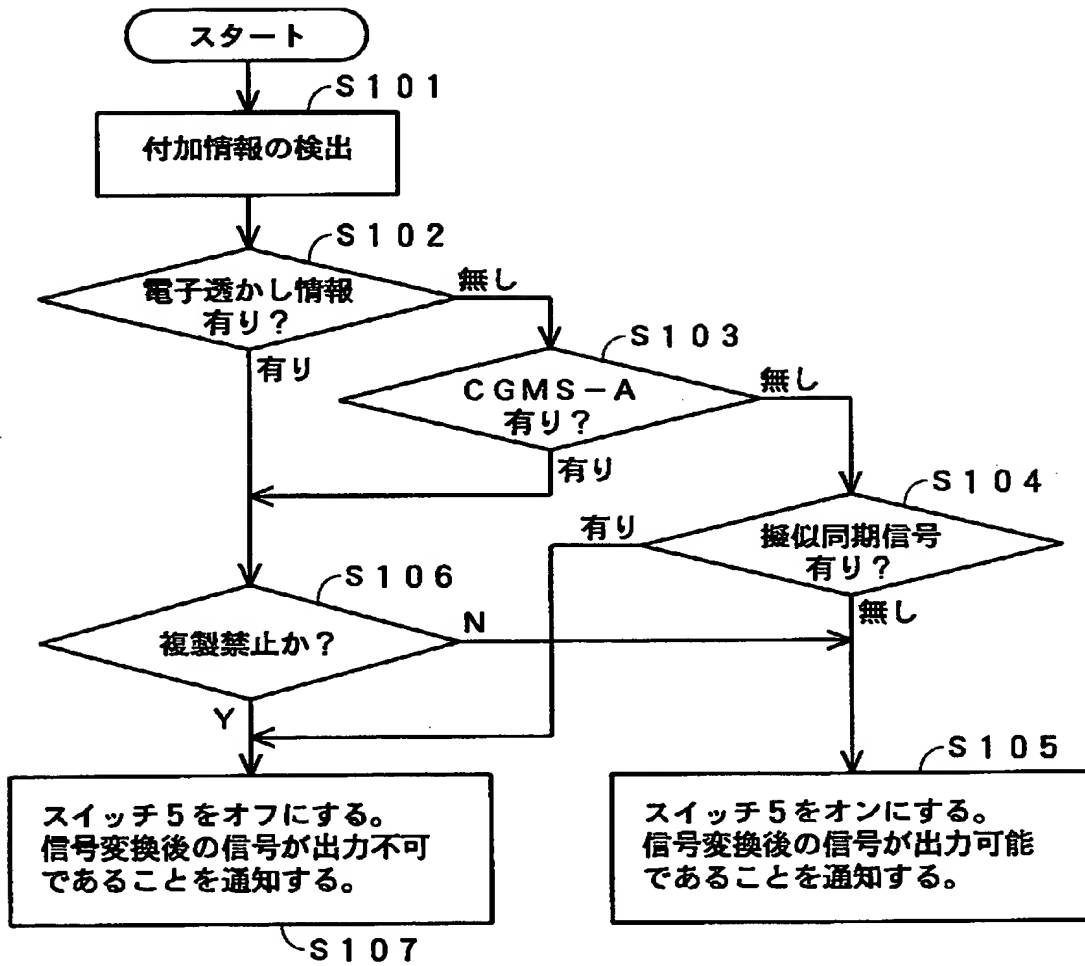 スタート
S101
付加情報の検出
S102
電子透かし情報
有り?
無し
有り
S103
CGMS-A
有り?
無し
有り
S104
擬似同期信号
有り?
有り
無し
S106
複製禁止か?
N
Y
S105
スイッチ5をオンにする。
信号変換後の信号が出力可能
であることを通知する。
スイッチ5をオフにする。
信号変換後の信号が出力不可
であることを通知する。
S107